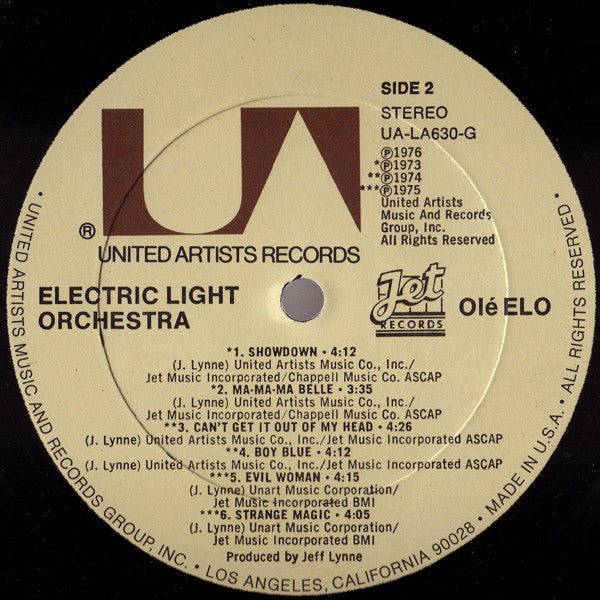 SIDE 2
STEREO
UA-LA630-G
Ⓟ1976
*Ⓟ1973
**Ⓟ1974
***Ⓟ1975
United Artists
Music And Records
Group, Inc.
All Rights Reserved
UA
®
UNITED ARTISTS RECORDS
ELECTRIC LIGHT
ORCHESTRA
Jet
RECORDS
Olé ELO
*1. SHOWDOWN • 4:12
(J. Lynne) United Artists Music Co., Inc./
Jet Music Incorporated/Chappell Music Co. ASCAP
*2. MA-MA-MA BELLE • 3:35
(J. Lynne) United Artists Music Co., Inc./
Jet Music Incorporated/Chappell Music Co. ASCAP
**3. CAN'T GET IT OUT OF MY HEAD • 4:26
(J. Lynne) United Artists Music Co., Inc./Jet Music Incorporated ASCAP
**4. BOY BLUE • 4:12
(J. Lynne) United Artists Music Co., Inc./Jet Music Incorporated ASCAP
***5. EVIL WOMAN • 4:15
(J. Lynne) Unart Music Corporation/
Jet Music Incorporated BMI
***6. STRANGE MAGIC • 4:05
(J. Lynne) Unart Music Corporation/
Jet Music Incorporated BMI
Produced by Jeff Lynne
• UNITED ARTISTS MUSIC AND RECORDS GROUP, INC. • LOS ANGELES, CALIFORNIA 90028 • MADE IN U.S.A. • ALL RIGHTS RESERVED •